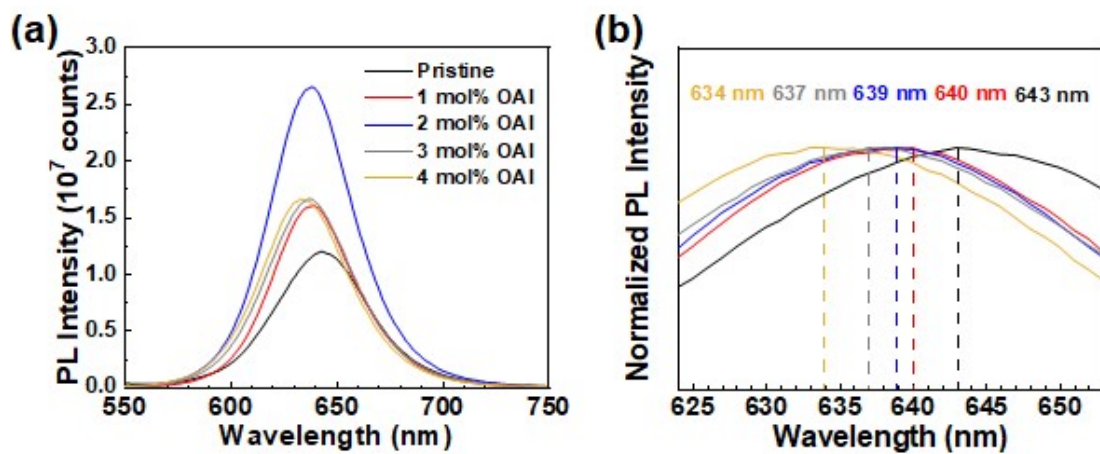 (a)
PL Intensity (10^7 counts)
3.0
2.5
2.0
1.5
1.0
0.5
0.0
Pristine
1 mol% OAI
2 mol% OAI
3 mol% OAI
4 mol% OAI
550 600 650 700 750
Wavelength (nm)
(b)
Normalized PL Intensity
634 nm 637 nm 639 nm 640 nm 643 nm
625 630 635 640 645 650
Wavelength (nm)